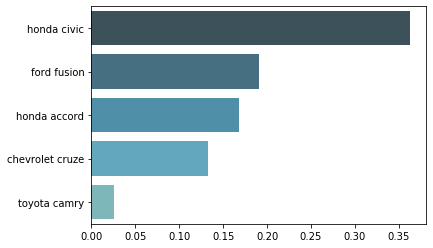 honda civic
ford fusion
honda accord
chevrolet cruze
toyota camry
0.00 0.05 0.10 0.15 0.20 0.25 0.30 0.35